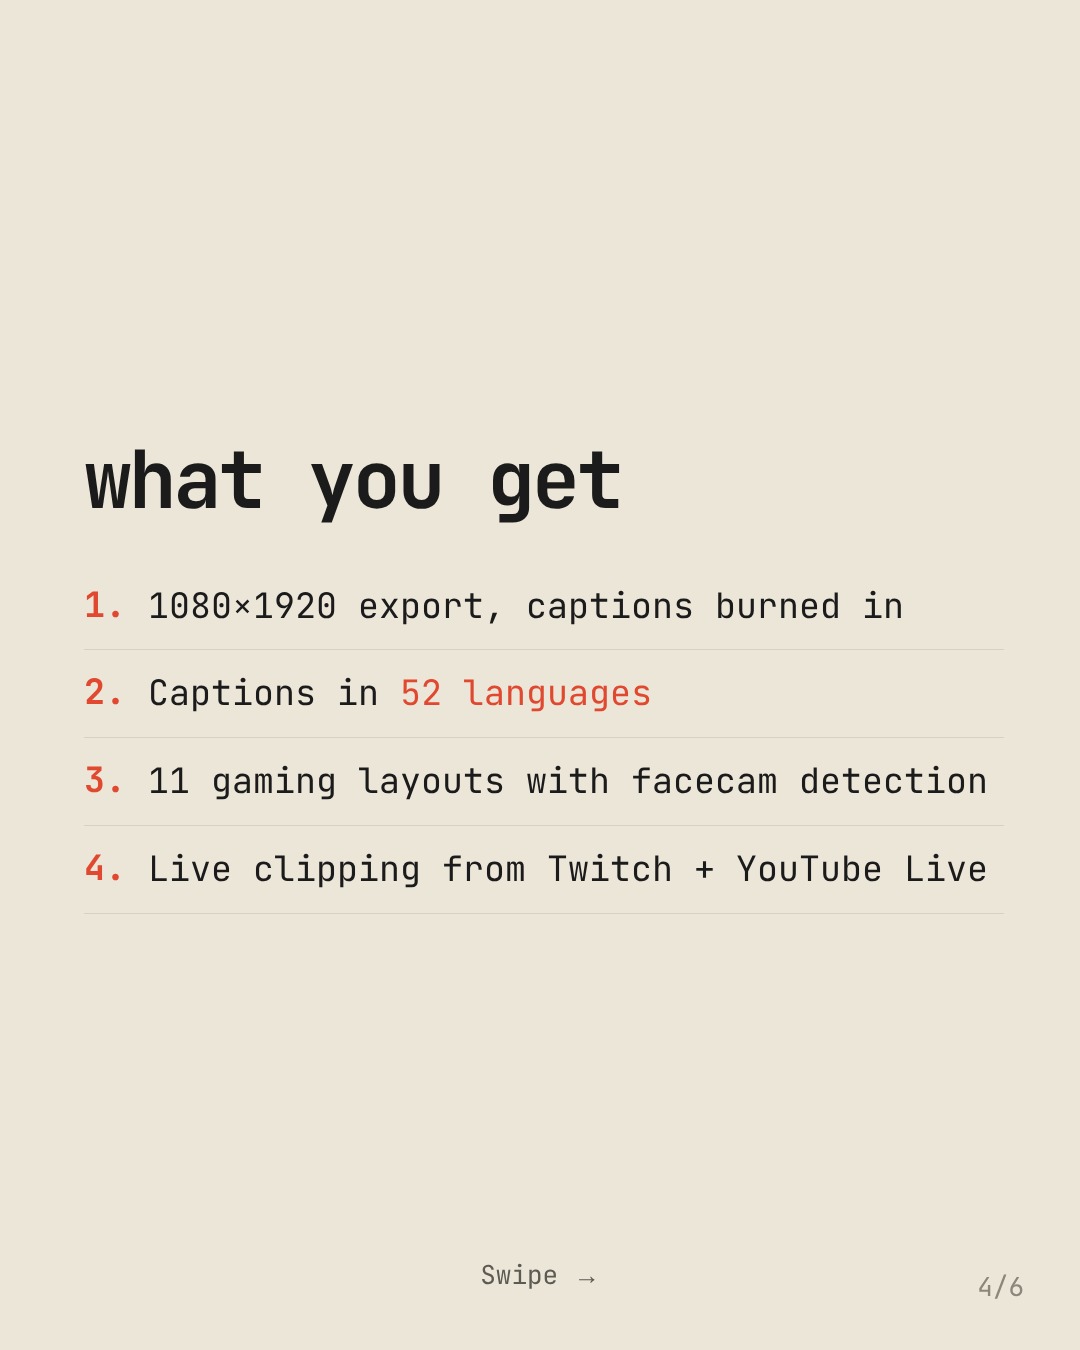 what you get
1. 1080×1920 export, captions burned in
2. Captions in 52 languages
3. 11 gaming layouts with facecam detection
4. Live clipping from Twitch + YouTube Live
Swipe →
4/6